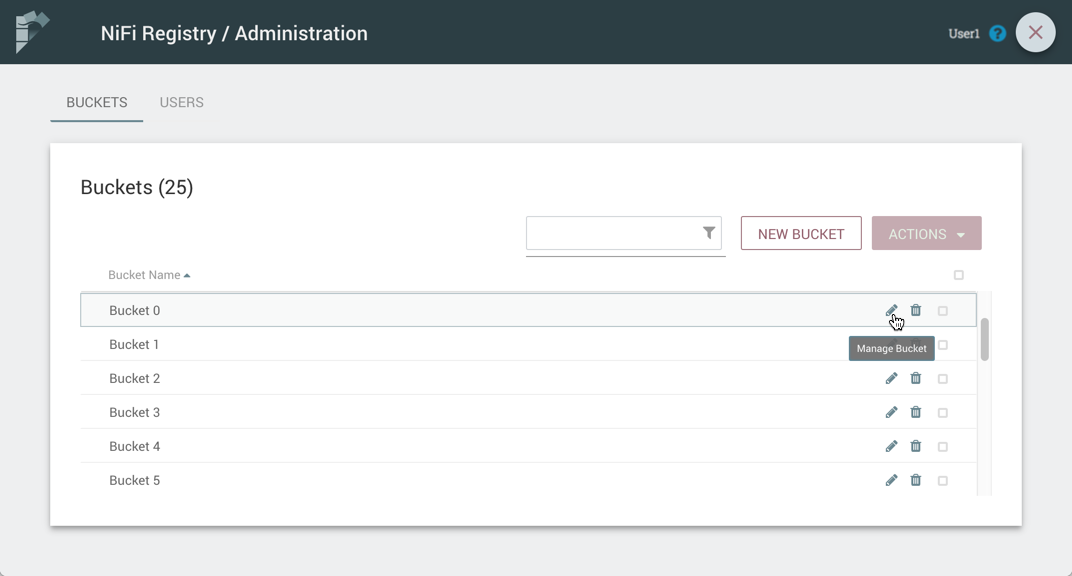 NiFi Registry / Administration
User1
?
BUCKETS
USERS
Buckets (25)
NEW BUCKET
ACTIONS
Bucket Name
Bucket 0
Bucket 1
Manage Bucket
Bucket 2
Bucket 3
Bucket 4
Bucket 5